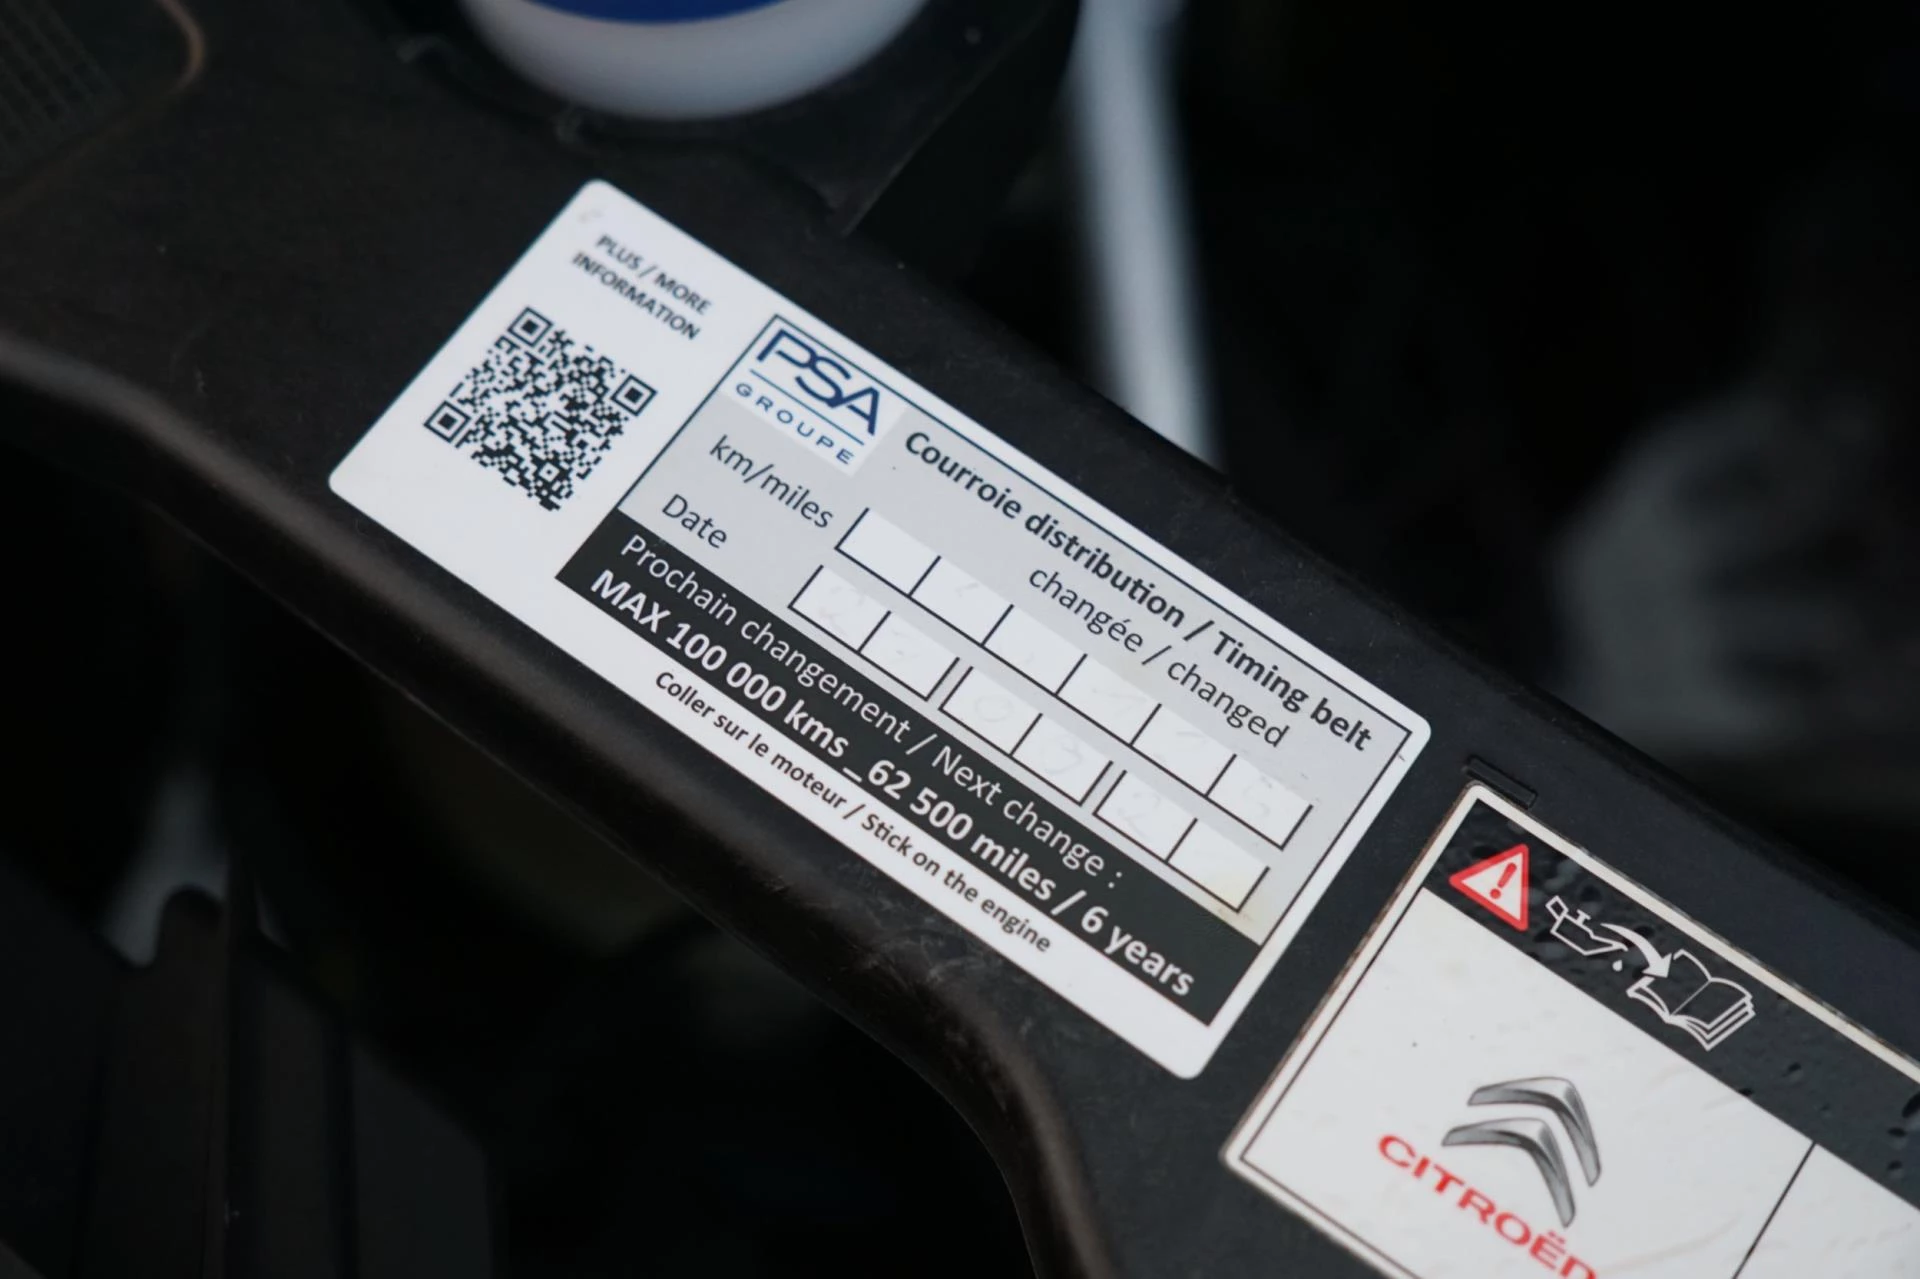 PLUS / MORE
INFORMATION
PSA
GROUPE
Courroie distribution / Timing belt
changée / changed
km/miles
Date
Prochain changement / Next change :
MAX 100 000 kms _ 62 500 miles / 6 years
Coller sur le moteur / Stick on the engine
CITROËN